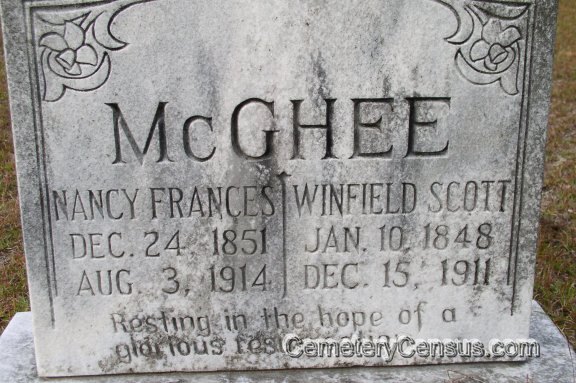 McGHEE
NANCY FRANCES
DEC. 24 1851
AUG. 3, 1914
WINFIELD SCOTT
JAN. 10, 1848
DEC. 15, 1911
Resting in the hope of a
glorious
CemeteryCensus.com